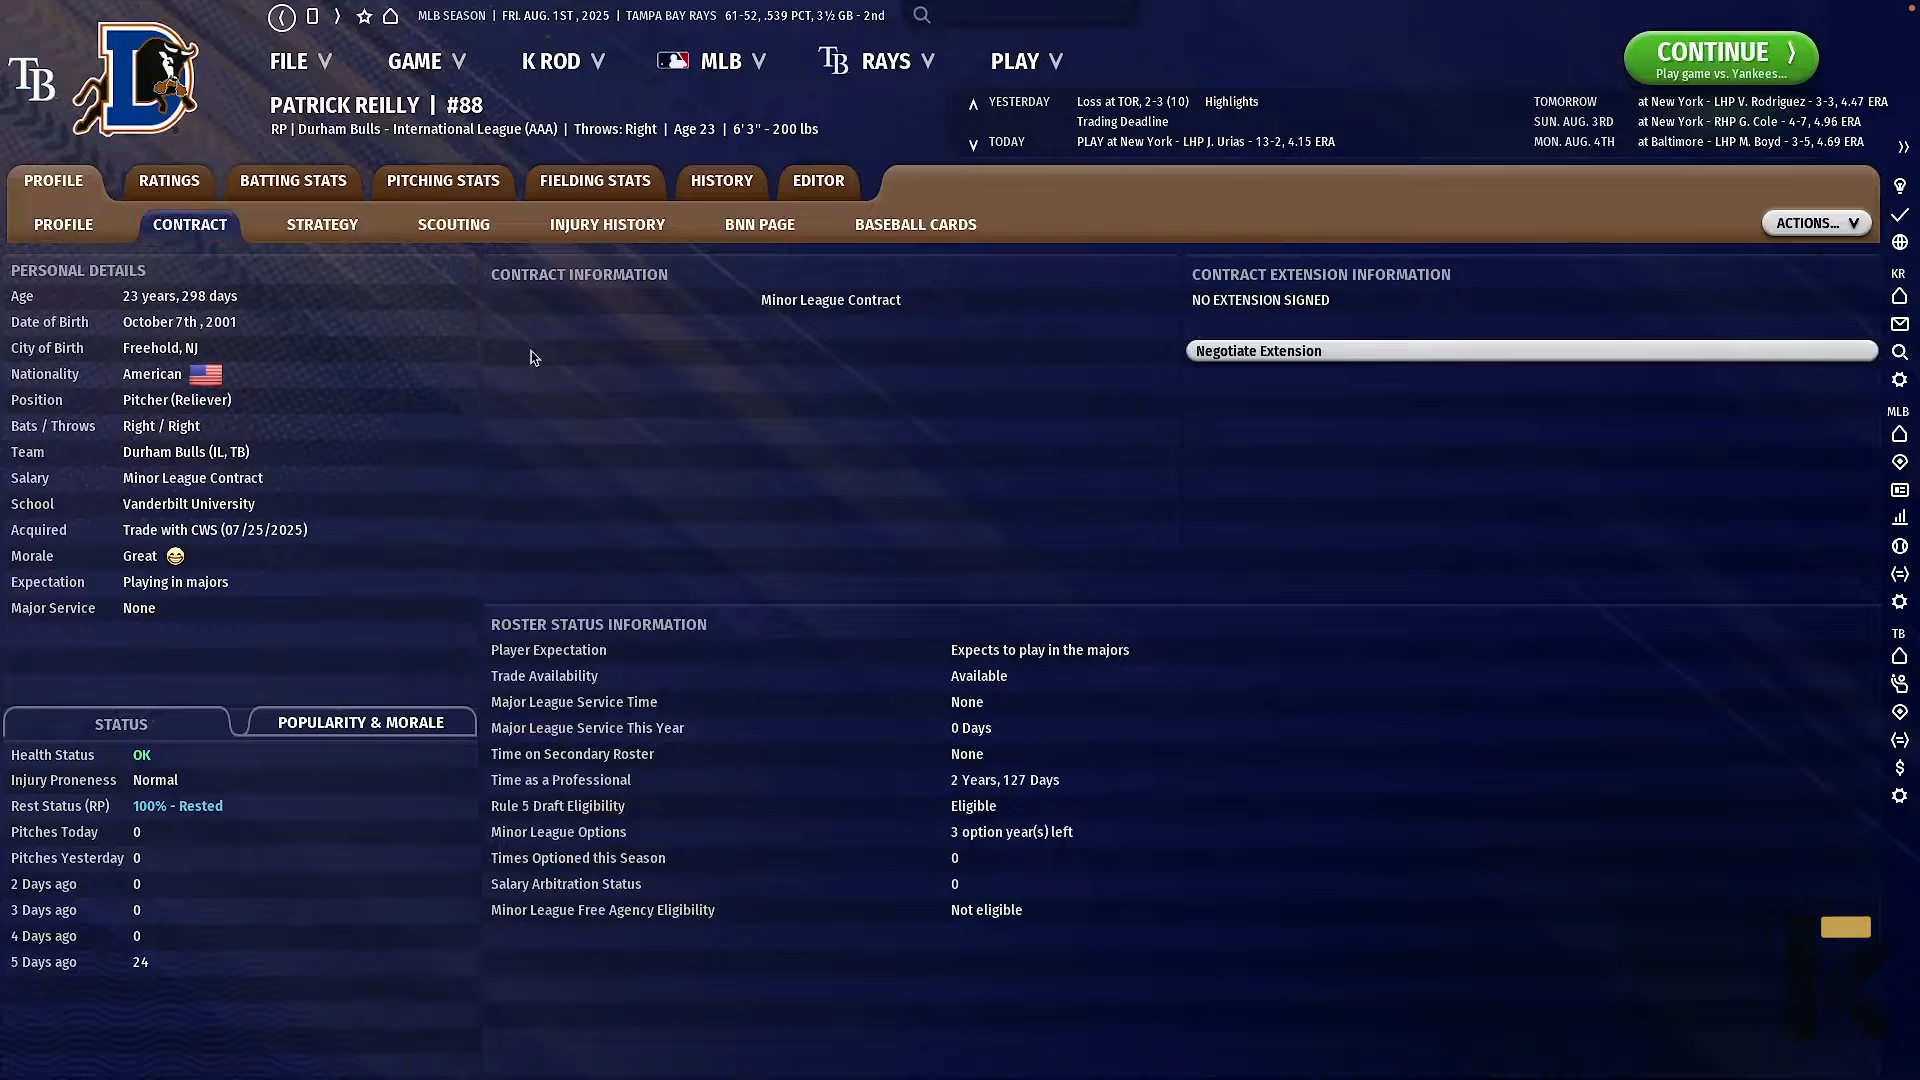 MLB SEASON | FRI. AUG. 1ST , 2025 | TAMPA BAY RAYS 61-52, .539 PCT, 3½ GB - 2nd
TB
D
FILE
GAME
K ROD
MLB
TB
RAYS
PLAY
CONTINUE
Play game vs. Yankees...
PATRICK REILLY | #88
RP | Durham Bulls - International League (AAA) | Throws: Right | Age 23 | 6' 3" - 200 lbs
YESTERDAY
Loss at TOR, 2-3 (10) Highlights
Trading Deadline
TODAY
PLAY at New York - LHP J. Urias - 13-2, 4.15 ERA
TOMORROW
at New York - LHP V. Rodriguez - 3-3, 4.47 ERA
SUN. AUG. 3RD
at New York - RHP G. Cole - 4-7, 4.96 ERA
MON. AUG. 4TH
at Baltimore - LHP M. Boyd - 3-5, 4.69 ERA
PROFILE
RATINGS
BATTING STATS
PITCHING STATS
FIELDING STATS
HISTORY
EDITOR
PROFILE
CONTRACT
STRATEGY
SCOUTING
INJURY HISTORY
BNN PAGE
BASEBALL CARDS
ACTIONS...
PERSONAL DETAILS
Age 23 years, 298 days
Date of Birth October 7th , 2001
City of Birth Freehold, NJ
Nationality American
Position Pitcher (Reliever)
Bats / Throws Right / Right
Team Durham Bulls (IL, TB)
Salary Minor League Contract
School Vanderbilt University
Acquired Trade with CWS (07/25/2025)
Morale Great
Expectation Playing in majors
Major Service None
STATUS
POPULARITY & MORALE
Health Status OK
Injury Proneness Normal
Rest Status (RP) 100% - Rested
Pitches Today 0
Pitches Yesterday 0
2 Days ago 0
3 Days ago 0
4 Days ago 0
5 Days ago 24
CONTRACT INFORMATION
Minor League Contract
CONTRACT EXTENSION INFORMATION
NO EXTENSION SIGNED
Negotiate Extension
ROSTER STATUS INFORMATION
Player Expectation Expects to play in the majors
Trade Availability Available
Major League Service Time None
Major League Service This Year 0 Days
Time on Secondary Roster None
Time as a Professional 2 Years, 127 Days
Rule 5 Draft Eligibility Eligible
Minor League Options 3 option year(s) left
Times Optioned this Season 0
Salary Arbitration Status 0
Minor League Free Agency Eligibility Not eligible
KR
MLB
TB
K